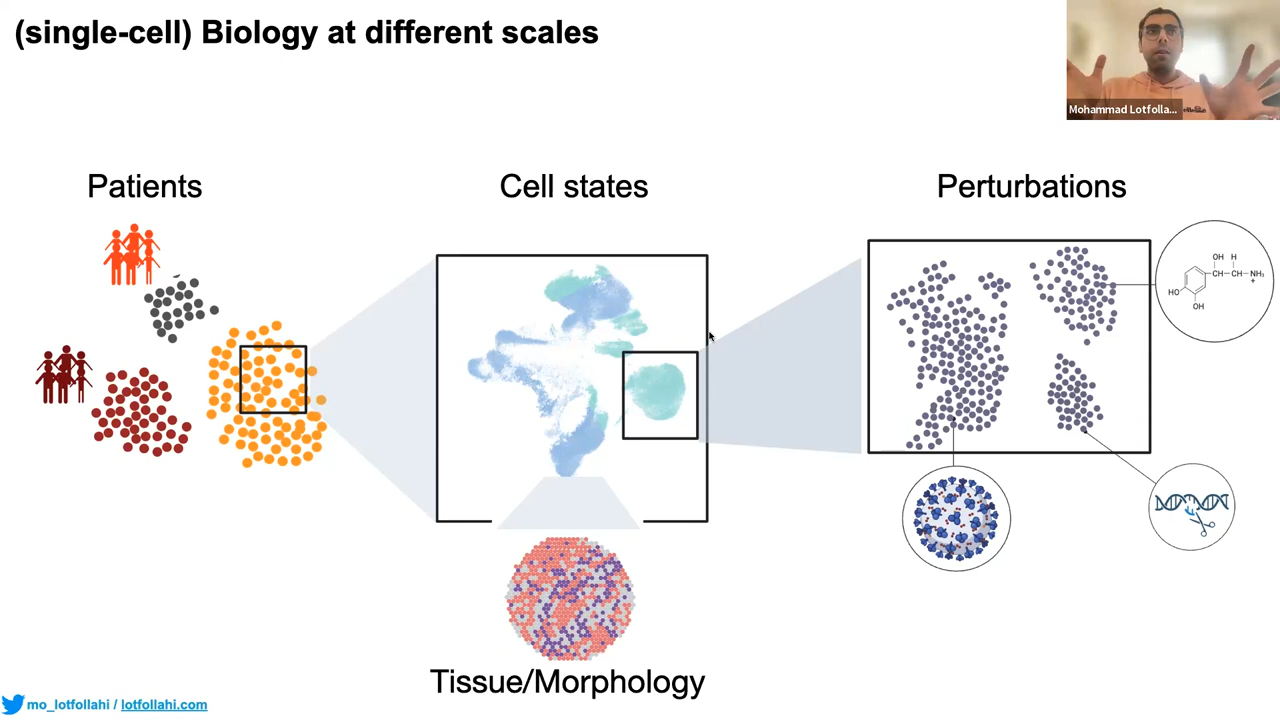 (single-cell) Biology at different scales
Mohammad Lotfolla...
Patients
Cell states
Perturbations
OH H
C-CH-NH₃
+
HO
OH
Tissue/Morphology
mo_lotfollahi / lotfollahi.com